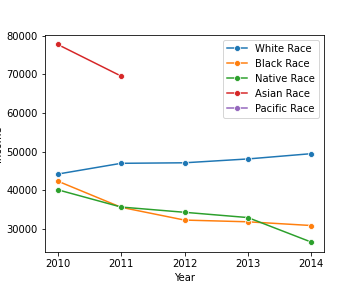 80000
70000
60000
50000
40000
30000
2010 2011 2012 2013 2014
Year
White Race
Black Race
Native Race
Asian Race
Pacific Race